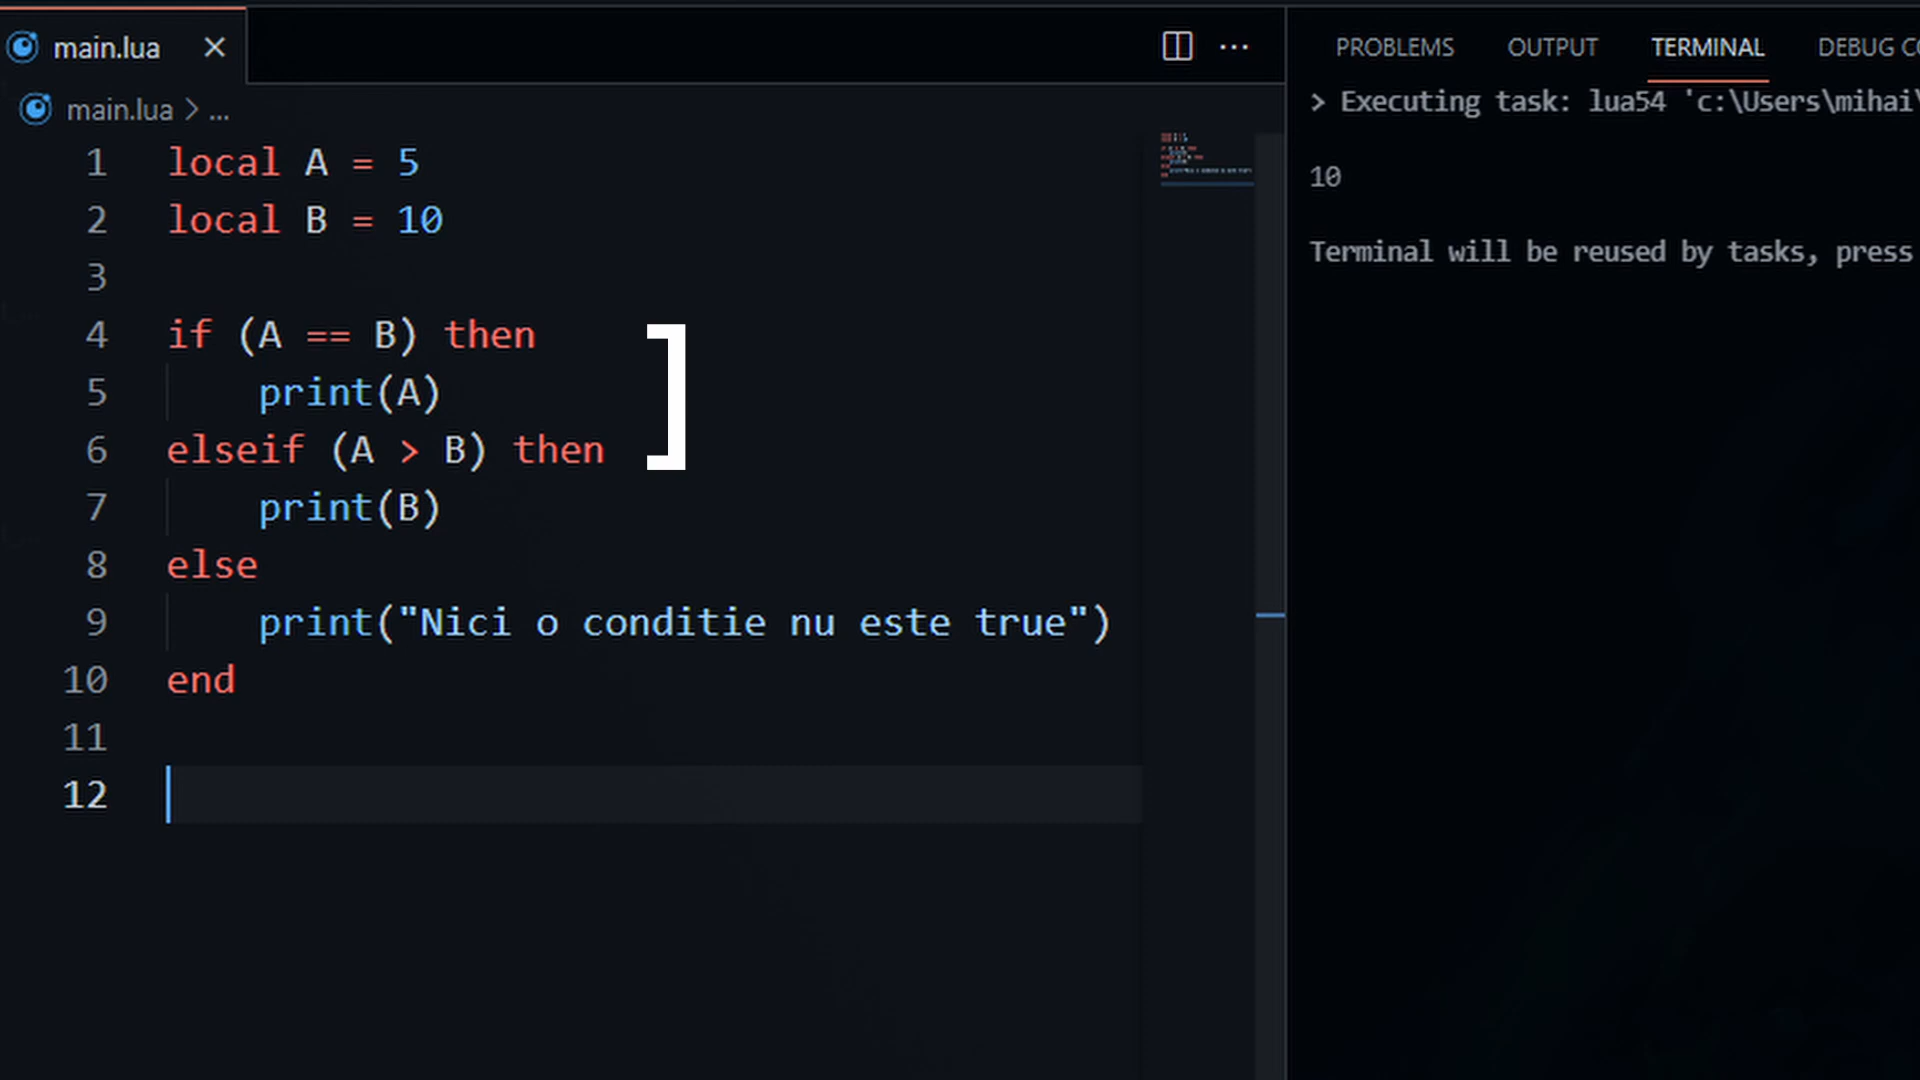 main.lua
main.lua > ...
1 local A = 5
2 local B = 10
3
4 if (A == B) then
5     print(A)
6 elseif (A > B) then
7     print(B)
8 else
9     print("Nici o conditie nu este true")
10 end
11
12
]
PROBLEMS OUTPUT TERMINAL DEBUG CO
> Executing task: lua54 'c:\Users\mihai\
10
Terminal will be reused by tasks, press